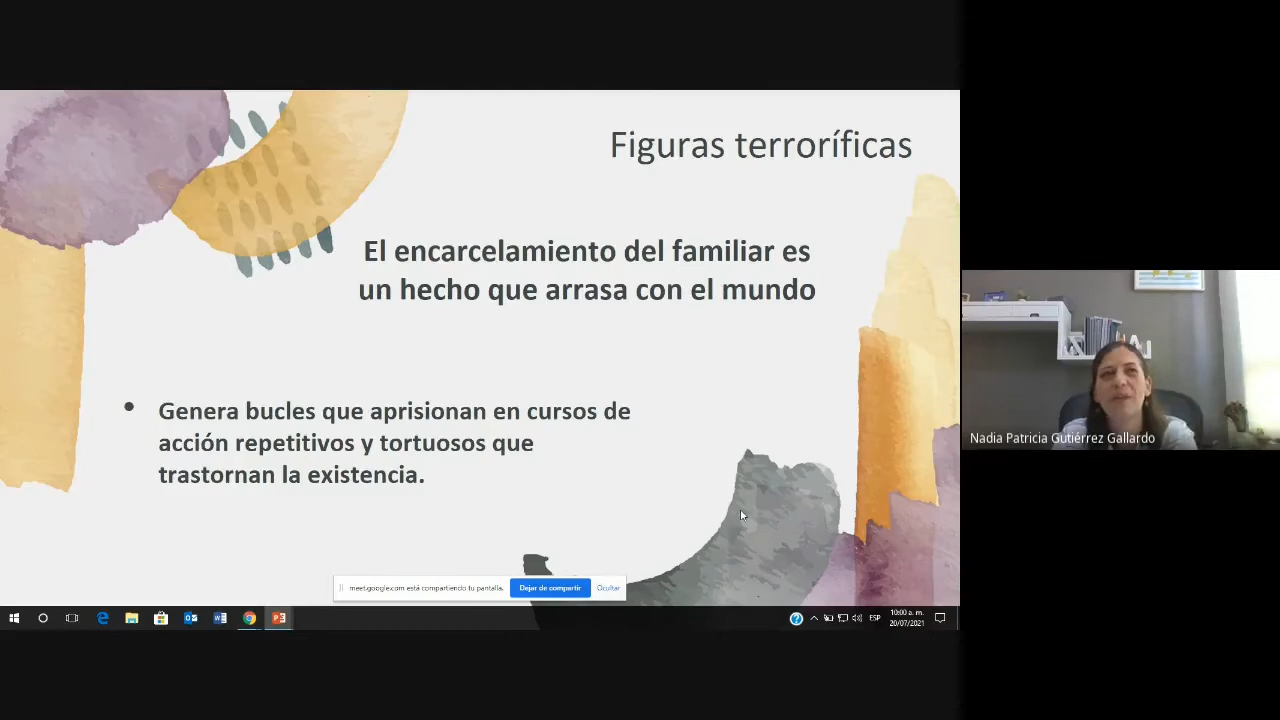 Figuras terroríficas
El encarcelamiento del familiar es
un hecho que arrasa con el mundo
• Genera bucles que aprisionan en cursos de
acción repetitivos y tortuosos que
trastornan la existencia.
Nadia Patricia Gutiérrez Gallardo
meet.google.com está compartiendo tu pantalla.
Dejar de compartir
Ocultar
ESP
10:00 a. m.
20/07/2021